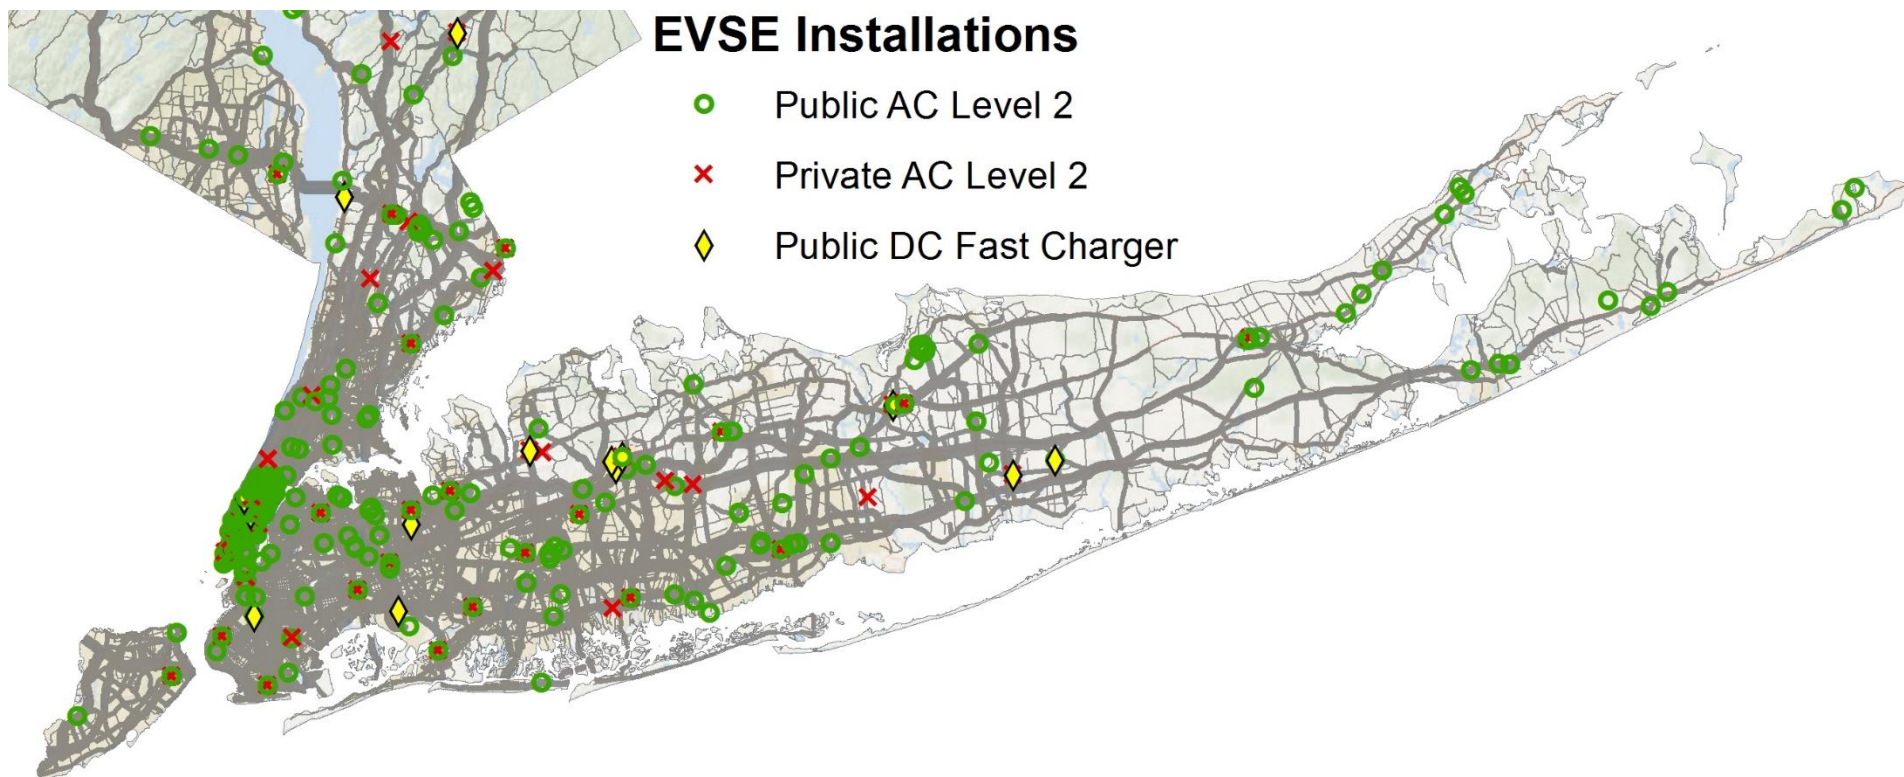 EVSE Installations
Public AC Level 2
Private AC Level 2
Public DC Fast Charger